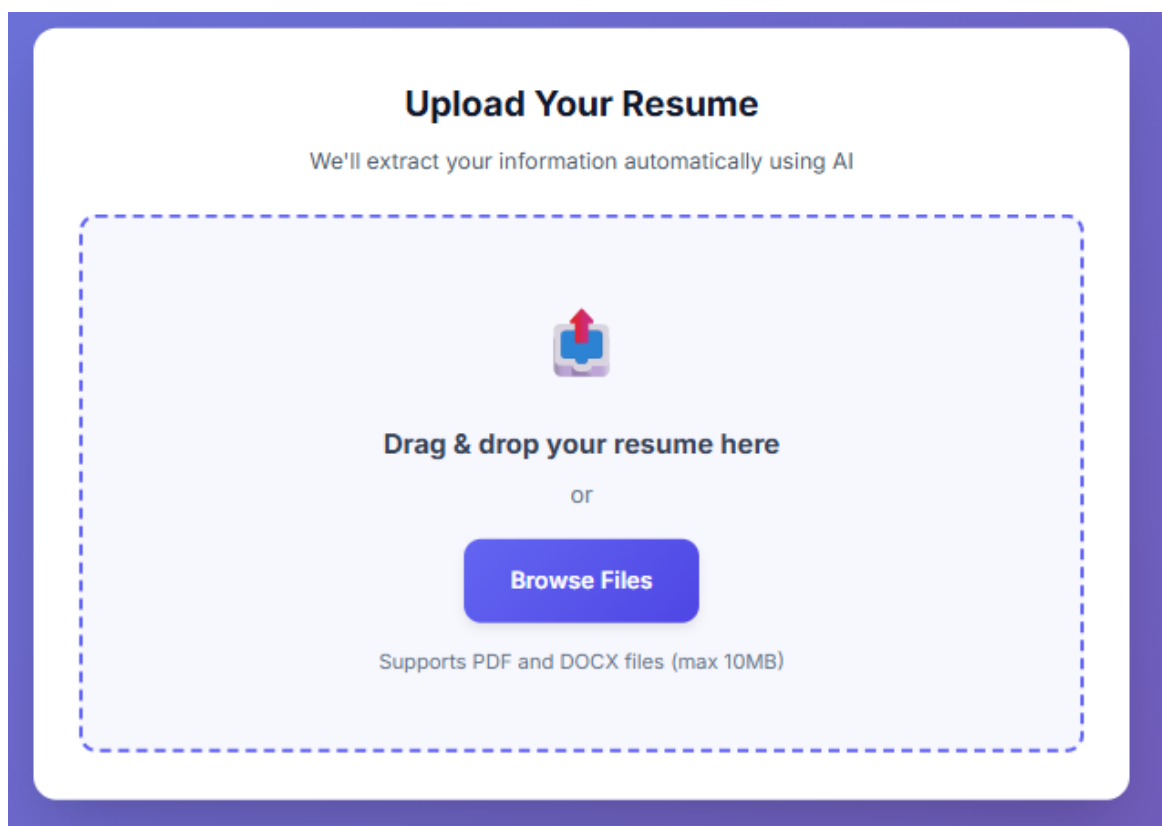 Upload Your Resume
We'll extract your information automatically using AI
Drag & drop your resume here
or
Browse Files
Supports PDF and DOCX files (max 10MB)